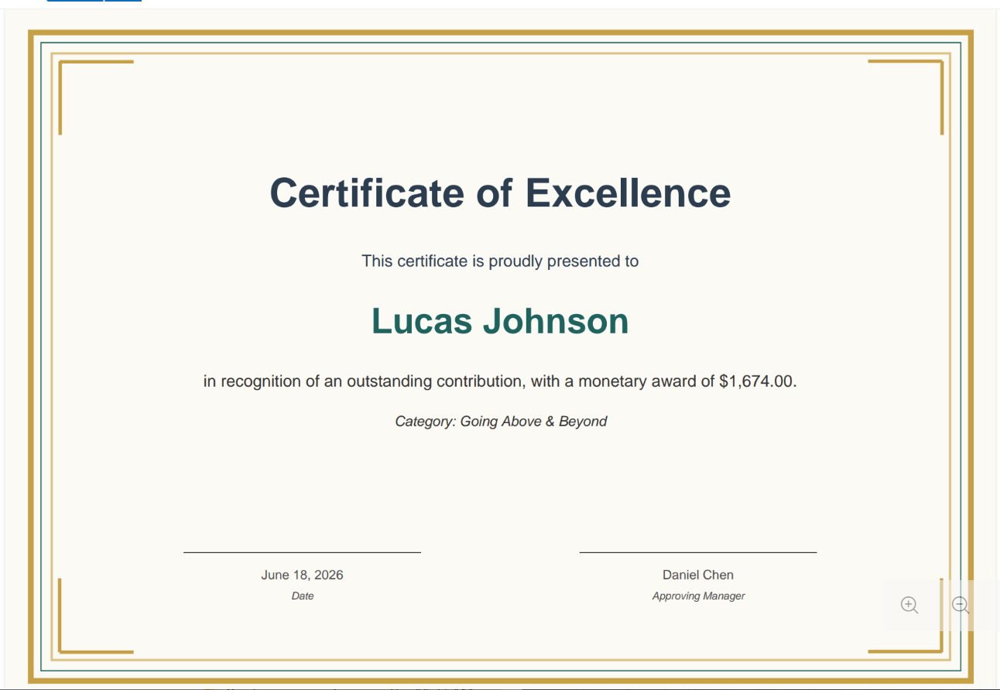 Certificate of Excellence
This certificate is proudly presented to
Lucas Johnson
in recognition of an outstanding contribution, with a monetary award of $1,674.00.
Category: Going Above & Beyond
June 18, 2026
Date
Daniel Chen
Approving Manager